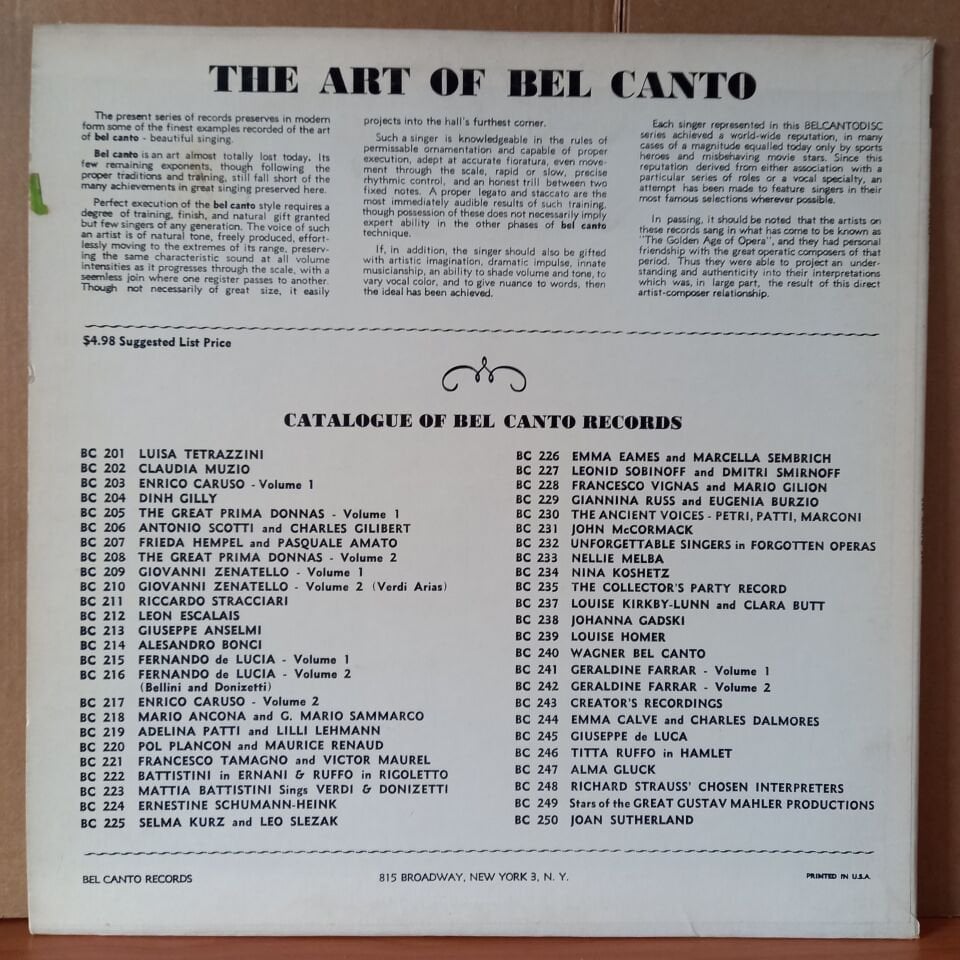 THE ART OF BEL CANTO
The present series of records preserves in modern
form some of the finest examples recorded of the art
of bel canto - beautiful singing.
Bel canto is an art almost totally lost today. Its
few remaining exponents, though following the
proper traditions and training, still fall short of the
many achievements in great singing preserved here.
Perfect execution of the bel canto style requires a
degree of training, finish, and natural gift granted
but few singers of any generation. The voice of such
an artist is of natural tone, freely produced, effort-
lessly moving to the extremes of its range, preserv-
ing the same characteristic sound at all volume
intensities as it progresses through the scale, with a
seemless join where one register passes to another.
Though not necessarily of great size, it easily
projects into the hall's furthest corner.
Such a singer is knowledgeable in the rules of
permissable ornamentation and capable of proper
execution, adept at accurate fioratura, even move-
ment through the scale, rapid or slow, precise
rhythmic control, and an honest trill between two
fixed notes. A proper legato and staccato are the
most immediately audible results of such training,
though possession of these does not necessarily imply
expert ability in the other phases of bel canto
technique.
If, in addition, the singer should also be gifted
with artistic imagination, dramatic impulse, innate
musicianship, an ability to shade volume and tone, to
vary vocal color, and to give nuance to words, then
the ideal has been achieved.
Each singer represented in this BELCANTODISC
series achieved a world-wide reputation, in many
cases of a magnitude equalled today only by sports
heroes and misbehaving movie stars. Since this
reputation derived from either association with a
particular series of roles or a vocal specialty, an
attempt has been made to feature singers in their
most famous selections wherever possible.
In passing, it should be noted that the artists on
these records sang in what has come to be known as
"The Golden Age of Opera", and they had personal
friendship with the great operatic composers of that
period. Thus they were able to project an under-
standing and authenticity into their interpretations
which was, in large part, the result of this direct
artist-composer relationship.
$4.98 Suggested List Price
CATALOGUE OF BEL CANTO RECORDS
BC 201 LUISA TETRAZZINI
BC 202 CLAUDIA MUZIO
BC 203 ENRICO CARUSO - Volume 1
BC 204 DINH GILLY
BC 205 THE GREAT PRIMA DONNAS - Volume 1
BC 206 ANTONIO SCOTTI and CHARLES GILIBERT
BC 207 FRIEDA HEMPEL and PASQUALE AMATO
BC 208 THE GREAT PRIMA DONNAS - Volume 2
BC 209 GIOVANNI ZENATELLO - Volume 1
BC 210 GIOVANNI ZENATELLO - Volume 2 (Verdi Arias)
BC 211 RICCARDO STRACCIARI
BC 212 LEON ESCALAIS
BC 213 GIUSEPPE ANSELMI
BC 214 ALESANDRO BONCI
BC 215 FERNANDO de LUCIA - Volume 1
BC 216 FERNANDO de LUCIA - Volume 2
(Bellini and Donizetti)
BC 217 ENRICO CARUSO - Volume 2
BC 218 MARIO ANCONA and G. MARIO SAMMARCO
BC 219 ADELINA PATTI and LILLI LEHMANN
BC 220 POL PLANCON and MAURICE RENAUD
BC 221 FRANCESCO TAMAGNO and VICTOR MAUREL
BC 222 BATTISTINI in ERNANI & RUFFO in RIGOLETTO
BC 223 MATTIA BATTISTINI Sings VERDI & DONIZETTI
BC 224 ERNESTINE SCHUMANN-HEINK
BC 225 SELMA KURZ and LEO SLEZAK
BC 226 EMMA EAMES and MARCELLA SEMBRICH
BC 227 LEONID SOBINOFF and DMITRI SMIRNOFF
BC 228 FRANCESCO VIGNAS and MARIO GILION
BC 229 GIANNINA RUSS and EUGENIA BURZIO
BC 230 THE ANCIENT VOICES - PETRI, PATTI, MARCONI
BC 231 JOHN McCORMACK
BC 232 UNFORGETTABLE SINGERS in FORGOTTEN OPERAS
BC 233 NELLIE MELBA
BC 234 NINA KOSHETZ
BC 235 THE COLLECTOR'S PARTY RECORD
BC 237 LOUISE KIRKBY-LUNN and CLARA BUTT
BC 238 JOHANNA GADSKI
BC 239 LOUISE HOMER
BC 240 WAGNER BEL CANTO
BC 241 GERALDINE FARRAR - Volume 1
BC 242 GERALDINE FARRAR - Volume 2
BC 243 CREATOR'S RECORDINGS
BC 244 EMMA CALVE and CHARLES DALMORES
BC 245 GIUSEPPE de LUCA
BC 246 TITTA RUFFO in HAMLET
BC 247 ALMA GLUCK
BC 248 RICHARD STRAUSS' CHOSEN INTERPRETERS
BC 249 Stars of the GREAT GUSTAV MAHLER PRODUCTIONS
BC 250 JOAN SUTHERLAND
BEL CANTO RECORDS
815 BROADWAY, NEW YORK 3, N. Y.
PRINTED IN U.S.A.